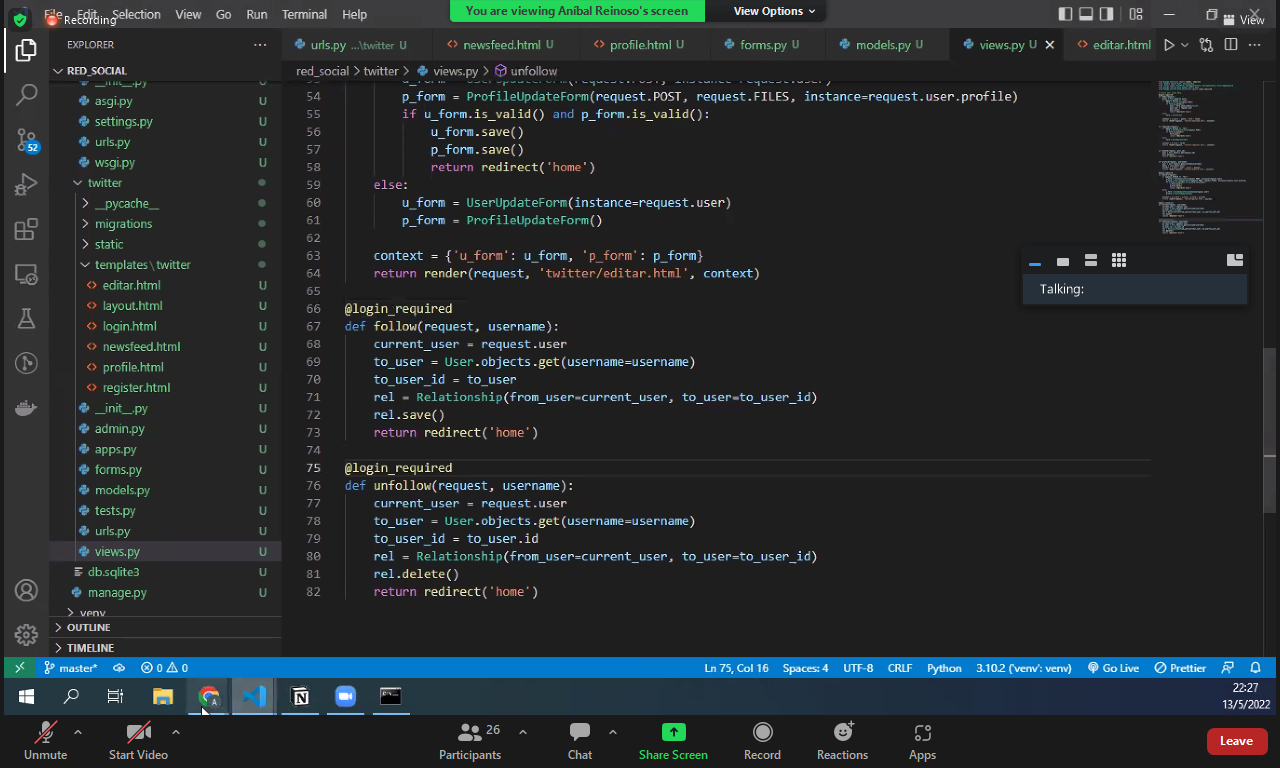 File Edit Selection View Go Run Terminal Help
Recording
You are viewing Aníbal Reinoso's screen
View Options
View
EXPLORER
RED_SOCIAL
__init__.py U
asgi.py U
settings.py U
urls.py U
wsgi.py U
twitter
__pycache__
migrations
static
templates\twitter
editar.html U
layout.html U
login.html U
newsfeed.html U
profile.html U
register.html U
__init__.py U
admin.py U
apps.py U
forms.py U
models.py U
tests.py U
urls.py U
views.py U
db.sqlite3 U
manage.py U
venv
OUTLINE
TIMELINE
52
urls.py ...\twitter U
newsfeed.html U
profile.html U
forms.py U
models.py U
views.py U
editar.html
red_social > twitter > views.py > unfollow
54 p_form = ProfileUpdateForm(request.POST, request.FILES, instance=request.user.profile)
55 if u_form.is_valid() and p_form.is_valid():
56 u_form.save()
57 p_form.save()
58 return redirect('home')
59 else:
60 u_form = UserUpdateForm(instance=request.user)
61 p_form = ProfileUpdateForm()
62
63 context = {'u_form': u_form, 'p_form': p_form}
64 return render(request, 'twitter/editar.html', context)
65
66 @login_required
67 def follow(request, username):
68 current_user = request.user
69 to_user = User.objects.get(username=username)
70 to_user_id = to_user
71 rel = Relationship(from_user=current_user, to_user=to_user_id)
72 rel.save()
73 return redirect('home')
74
75 @login_required
76 def unfollow(request, username):
77 current_user = request.user
78 to_user = User.objects.get(username=username)
79 to_user_id = to_user.id
80 rel = Relationship(from_user=current_user, to_user=to_user_id)
81 rel.delete()
82 return redirect('home')
Talking:
master* 0 0
Ln 75, Col 16 Spaces: 4 UTF-8 CRLF Python 3.10.2 ('venv': venv) Go Live Prettier
22:27
13/5/2022
Unmute
Start Video
Participants 26
Chat
Share Screen
Record
Reactions
Apps
Leave